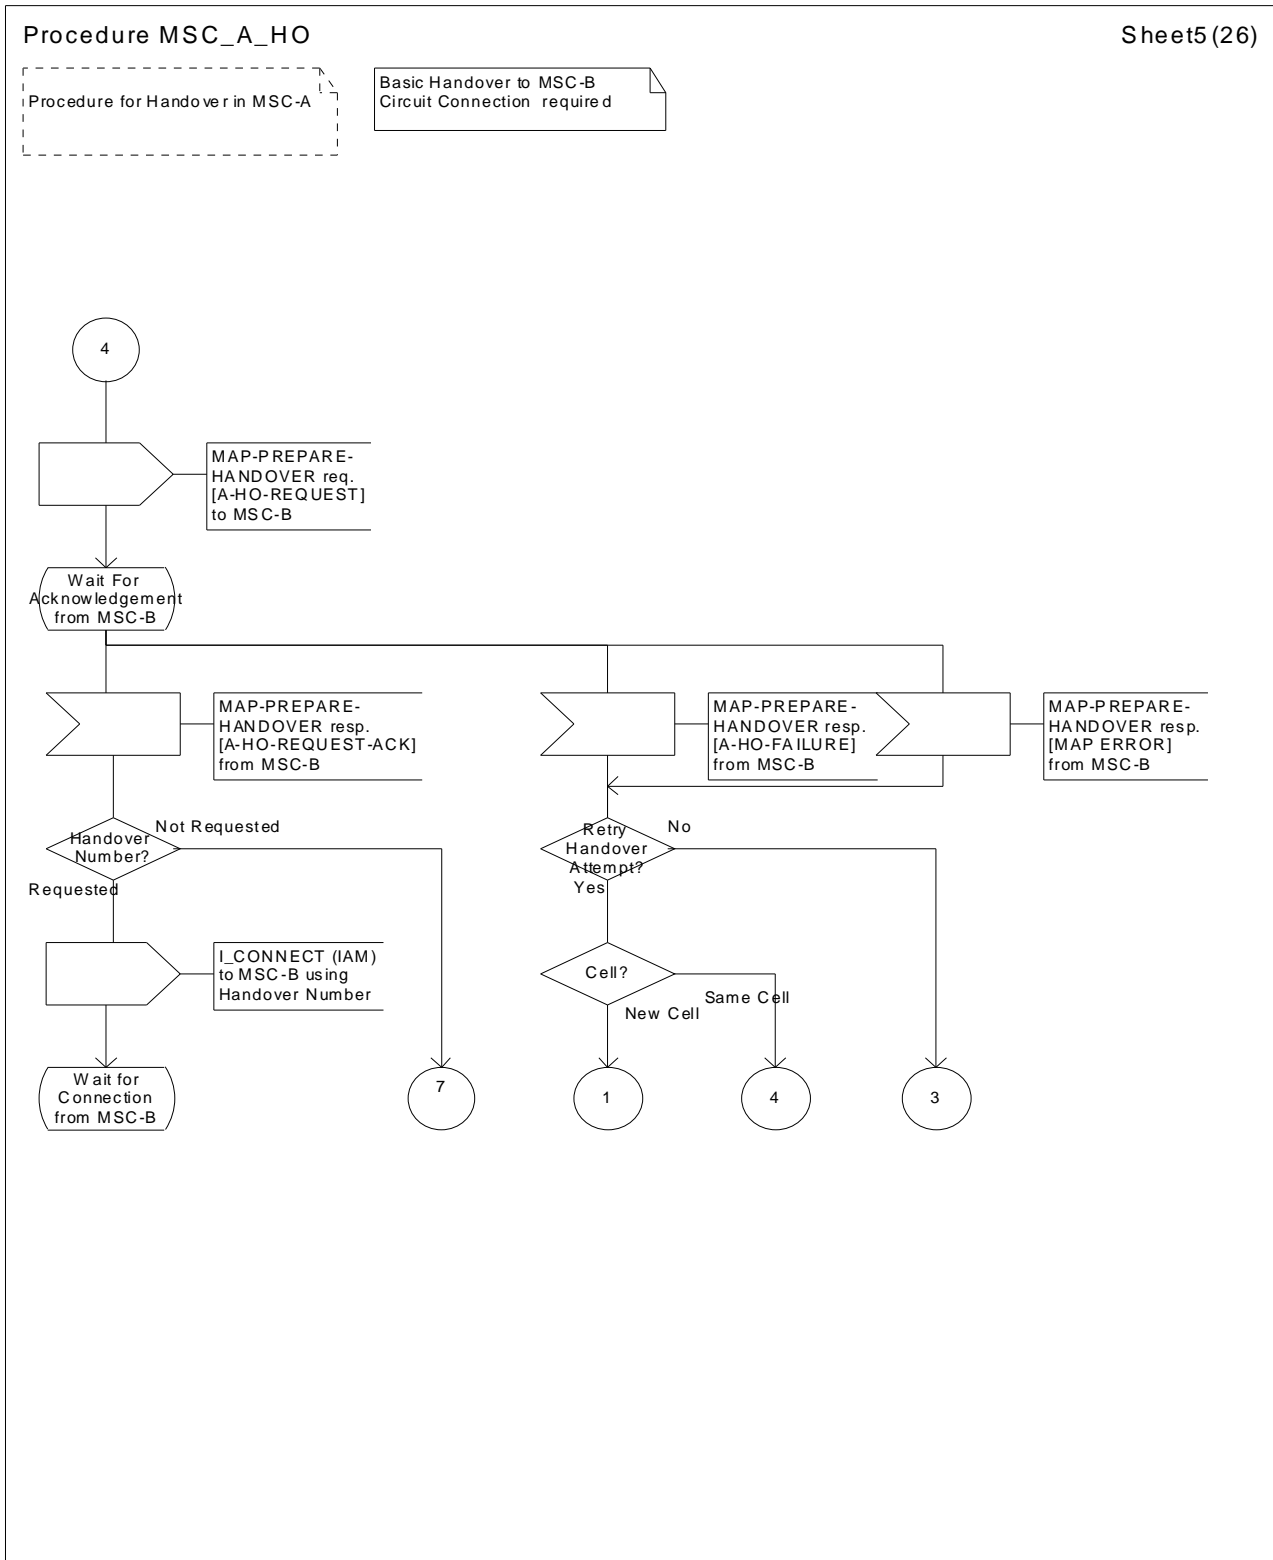 Procedure MSC_A_HO
Sheet5 (26)
Procedure for Handover in MSC-A
Basic Handover to MSC-B
Circuit Connection required
4
MAP-PREPARE-
HANDOVER req.
[A-HO-REQUEST]
to MSC-B
Wait For
Acknowledgement
from MSC-B
MAP-PREPARE-
HANDOVER resp.
[A-HO-REQUEST-ACK]
from MSC-B
MAP-PREPARE-
HANDOVER resp.
[A-HO-FAILURE]
from MSC-B
MAP-PREPARE-
HANDOVER resp.
[MAP ERROR]
from MSC-B
Handover
Number?
Not Requested
Requested
Retry
Handover
Attempt?
No
Yes
I_CONNECT (IAM)
to MSC-B using
Handover Number
Cell?
Same Cell
New Cell
Wait for
Connection
from MSC-B
7
1
4
3